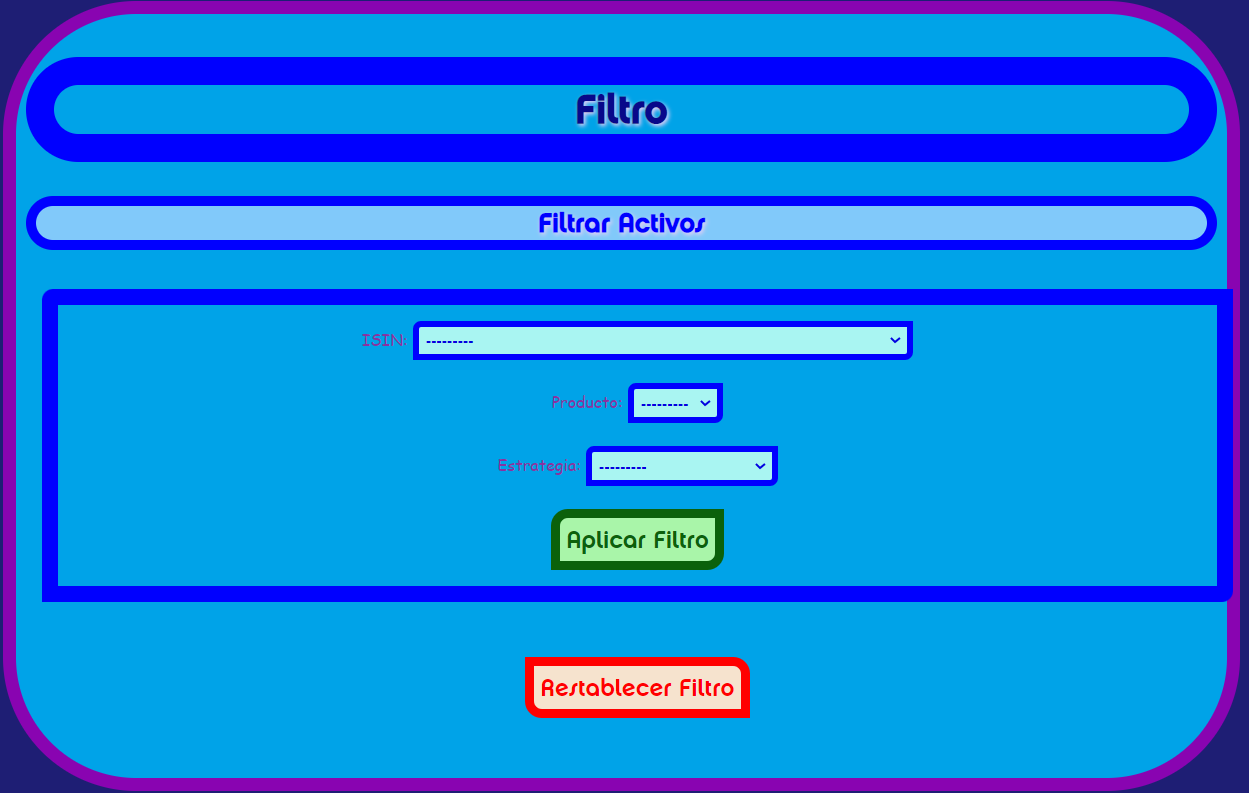 Filtro
Filtrar Activos
ISIN: ---------
Producto: ---------
Estrategia: ---------
Aplicar Filtro
Restablecer Filtro